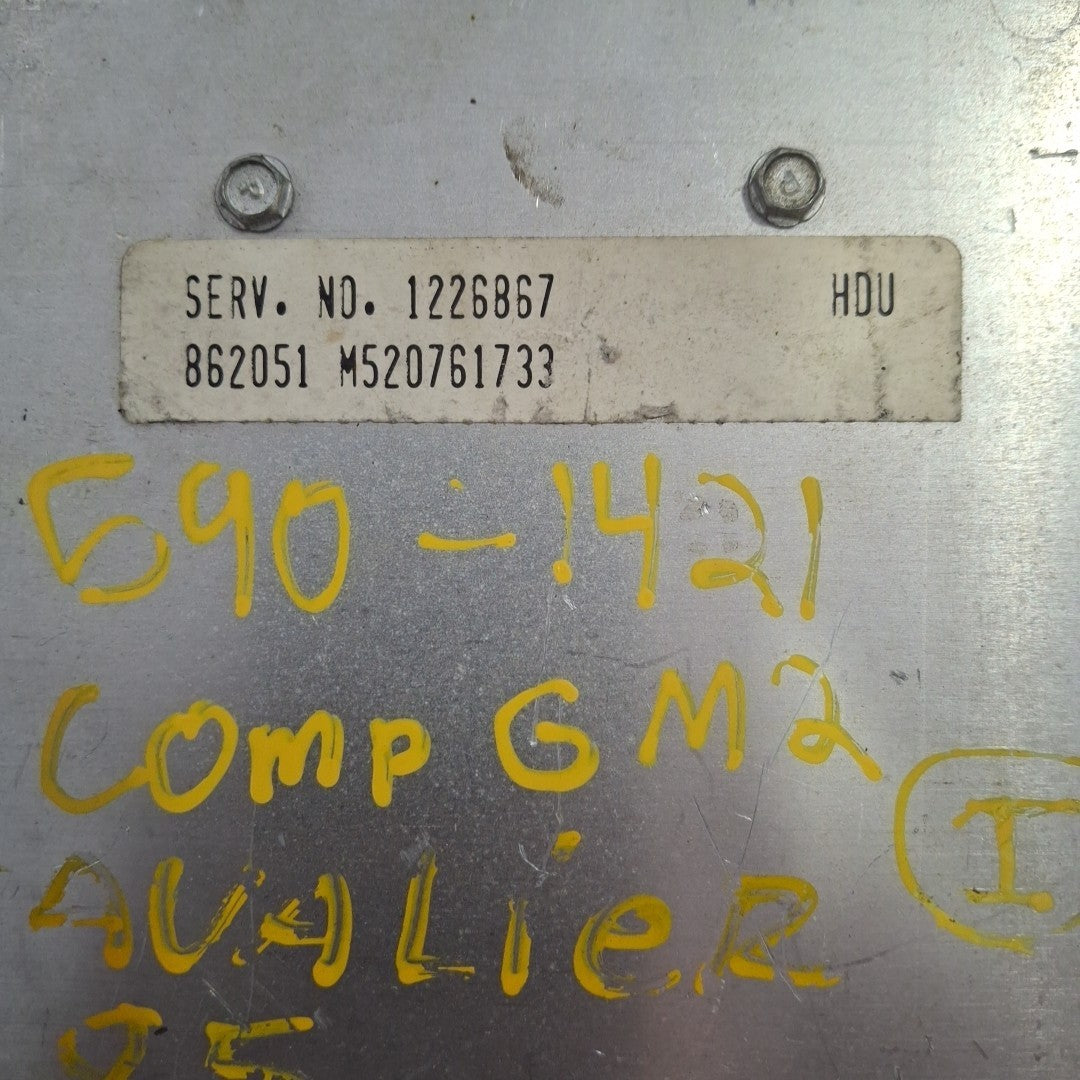 SERV. NO. 1226867 HDU
862051 M520761733
590-1421
COMP GM2
I
AVALIER